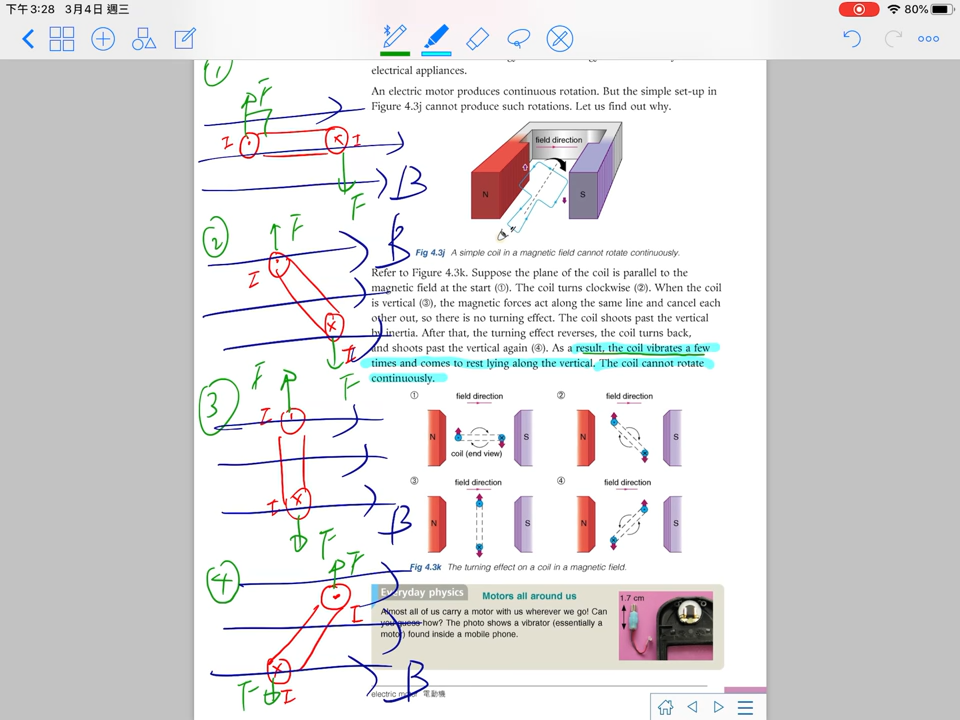 下午3:28 3月4日 週三
80%
electrical appliances.
An electric motor produces continuous rotation. But the simple set-up in
Figure 4.3j cannot produce such rotations. Let us find out why.
field direction
N
S
Fig 4.3j A simple coil in a magnetic field cannot rotate continuously.
Refer to Figure 4.3k. Suppose the plane of the coil is parallel to the
magnetic field at the start (①). The coil turns clockwise (②). When the coil
is vertical (③), the magnetic forces act along the same line and cancel each
other out, so there is no turning effect. The coil shoots past the vertical
by inertia. After that, the turning effect reverses, the coil turns back,
and shoots past the vertical again (④). As a result, the coil vibrates a few
times and comes to rest lying along the vertical. The coil cannot rotate
continuously.
①
field direction
N
S
coil (end view)
②
field direction
N
S
③
field direction
N
S
④
field direction
N
S
Fig 4.3k The turning effect on a coil in a magnetic field.
Everyday physics Motors all around us
Almost all of us carry a motor with us wherever we go! Can
you guess how? The photo shows a vibrator (essentially a
motor) found inside a mobile phone.
1.7 cm
electric motor 電動機
①
F
I
I
B
F
②
F
B
I
I
F
③
F
I
I
B
F
④
F
I
B
F
I